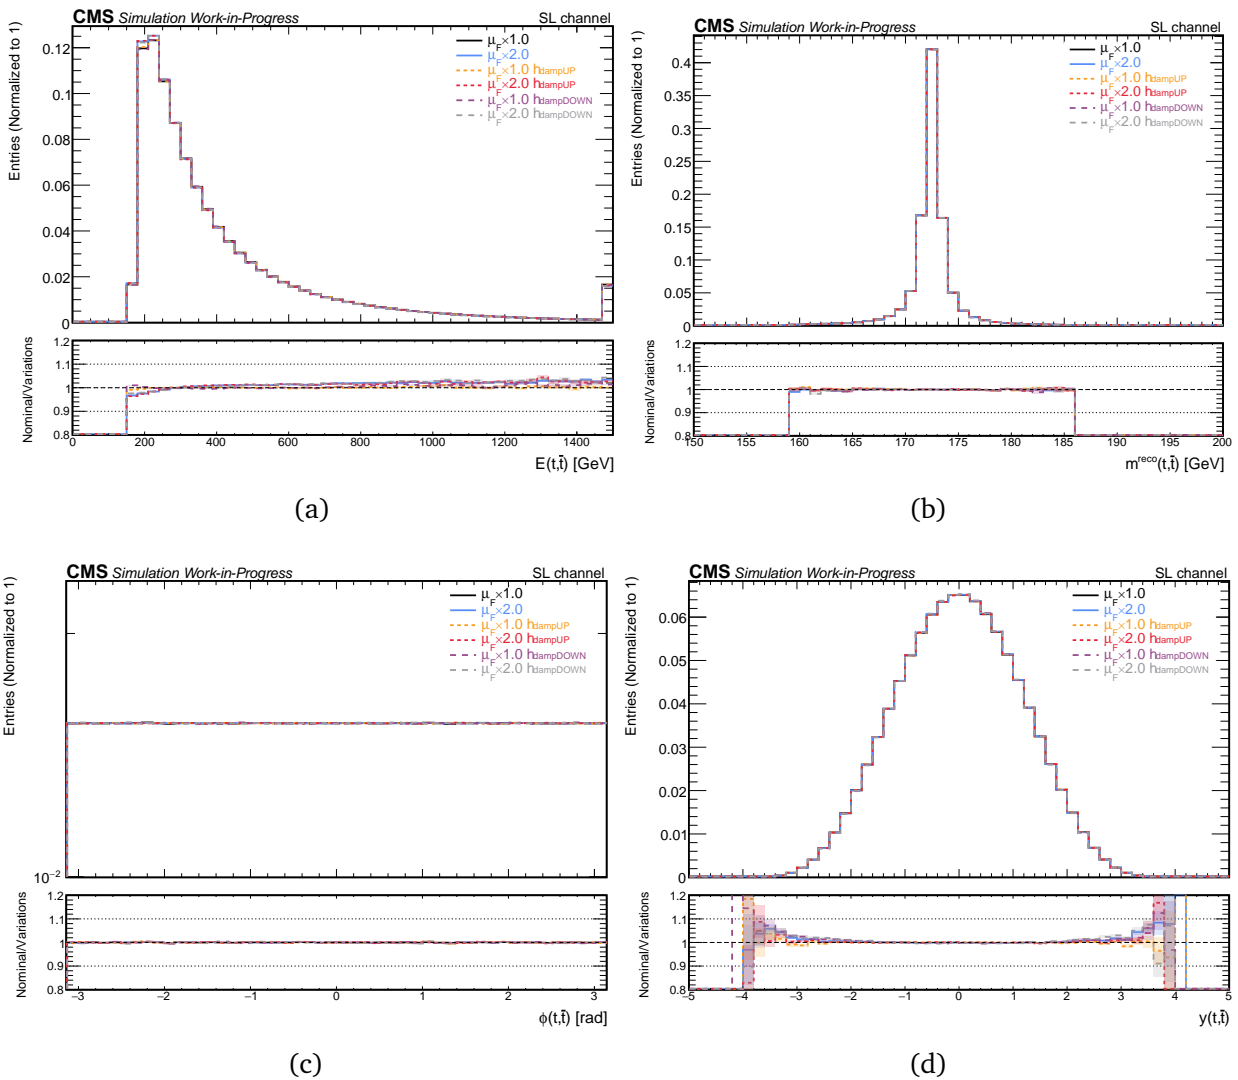 CMS Simulation Work-in-Progress SL channel
Entries (Normalized to 1)
0.12
0.1
0.08
0.06
0.04
0.02
0
μF×1.0
μF×2.0
μF×1.0 hdampUP
μF×2.0 hdampUP
μF×1.0 hdampDOWN
μF×2.0 hdampDOWN
Nominal/Variations
1.2
1.1
1
0.9
0.8
0 200 400 600 800 1000 1200 1400
E(t,t̄) [GeV]
(a)
CMS Simulation Work-in-Progress SL channel
Entries (Normalized to 1)
0.4
0.35
0.3
0.25
0.2
0.15
0.1
0.05
0
μF×1.0
μF×2.0
μF×1.0 hdampUP
μF×2.0 hdampUP
μF×1.0 hdampDOWN
μF×2.0 hdampDOWN
Nominal/Variations
1.2
1.1
1
0.9
0.8
150 155 160 165 170 175 180 185 190 195 200
m^reco(t,t̄) [GeV]
(b)
CMS Simulation Work-in-Progress SL channel
Entries (Normalized to 1)
10^−2
μF×1.0
μF×2.0
μF×1.0 hdampUP
μF×2.0 hdampUP
μF×1.0 hdampDOWN
μF×2.0 hdampDOWN
Nominal/Variations
1.2
1.1
1
0.9
0.8
−3 −2 −1 0 1 2 3
ϕ(t,t̄) [rad]
(c)
CMS Simulation Work-in-Progress SL channel
Entries (Normalized to 1)
0.06
0.05
0.04
0.03
0.02
0.01
0
μF×1.0
μF×2.0
μF×1.0 hdampUP
μF×2.0 hdampUP
μF×1.0 hdampDOWN
μF×2.0 hdampDOWN
Nominal/Variations
1.2
1.1
1
0.9
0.8
−5 −4 −3 −2 −1 0 1 2 3 4 5
y(t,t̄)
(d)